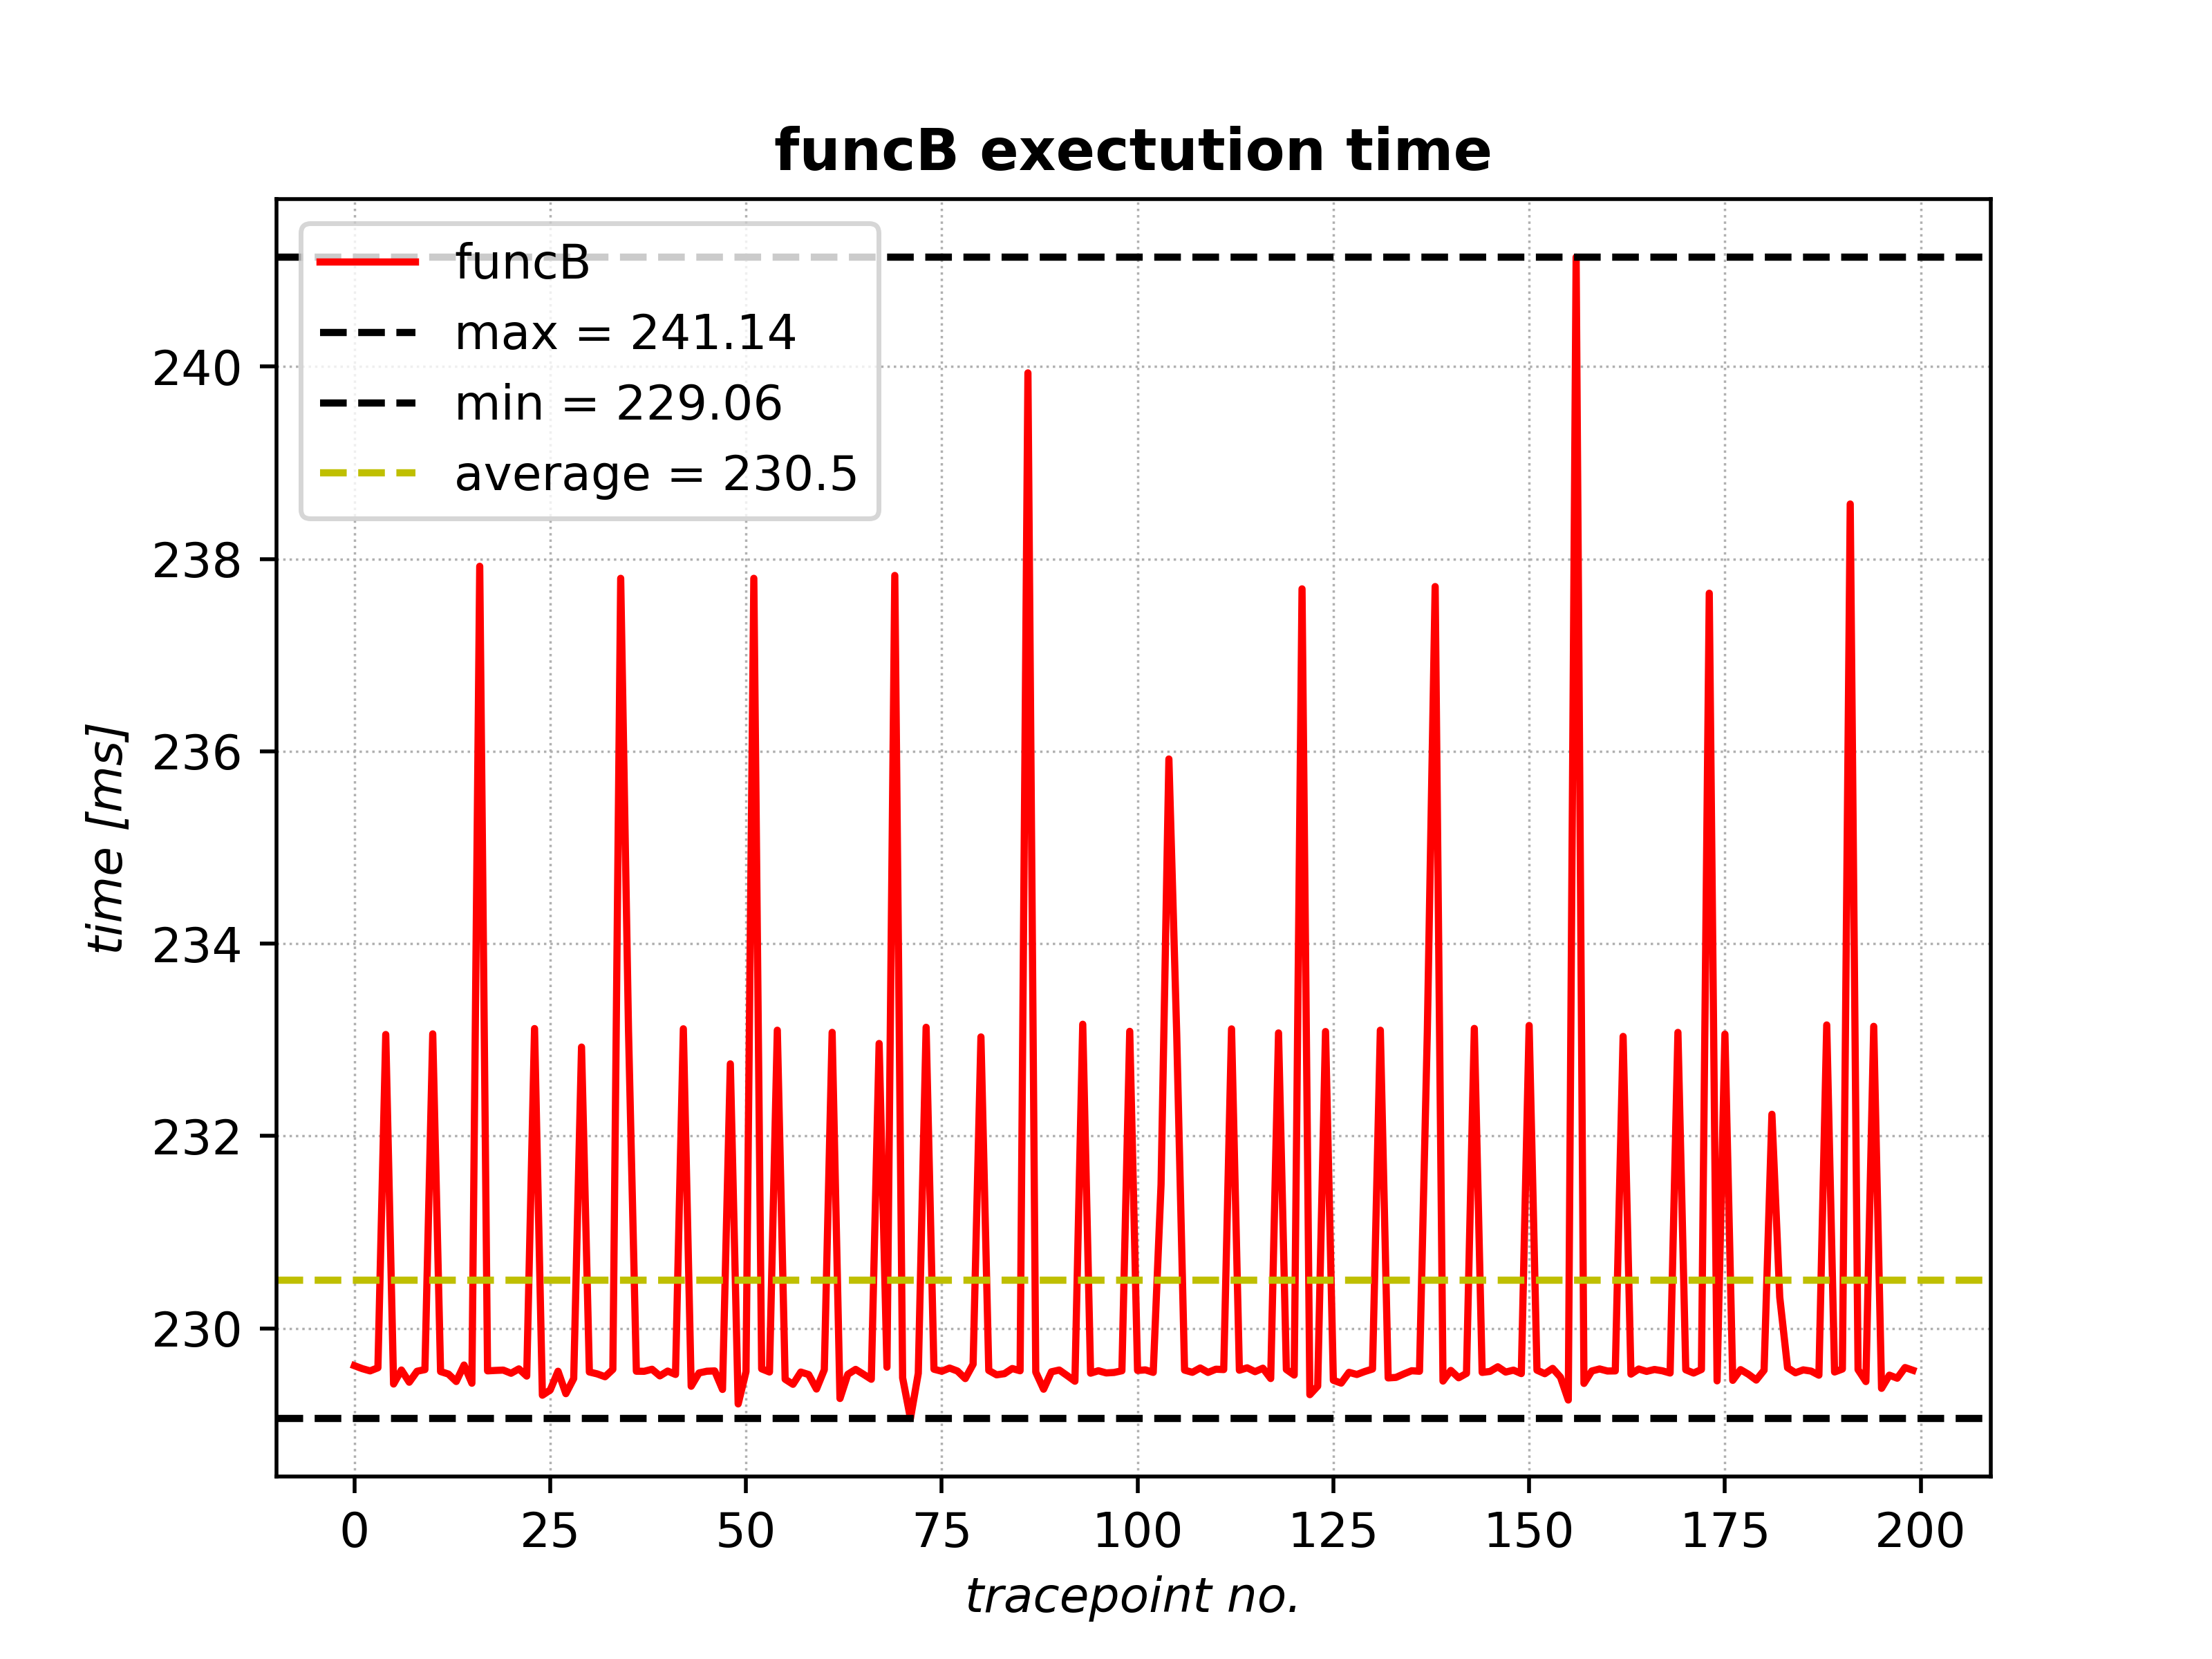 funcB exectution time
funcB
max = 241.14
min = 229.06
average = 230.5
240
238
236
234
232
230
time [ms]
0 25 50 75 100 125 150 175 200
tracepoint no.